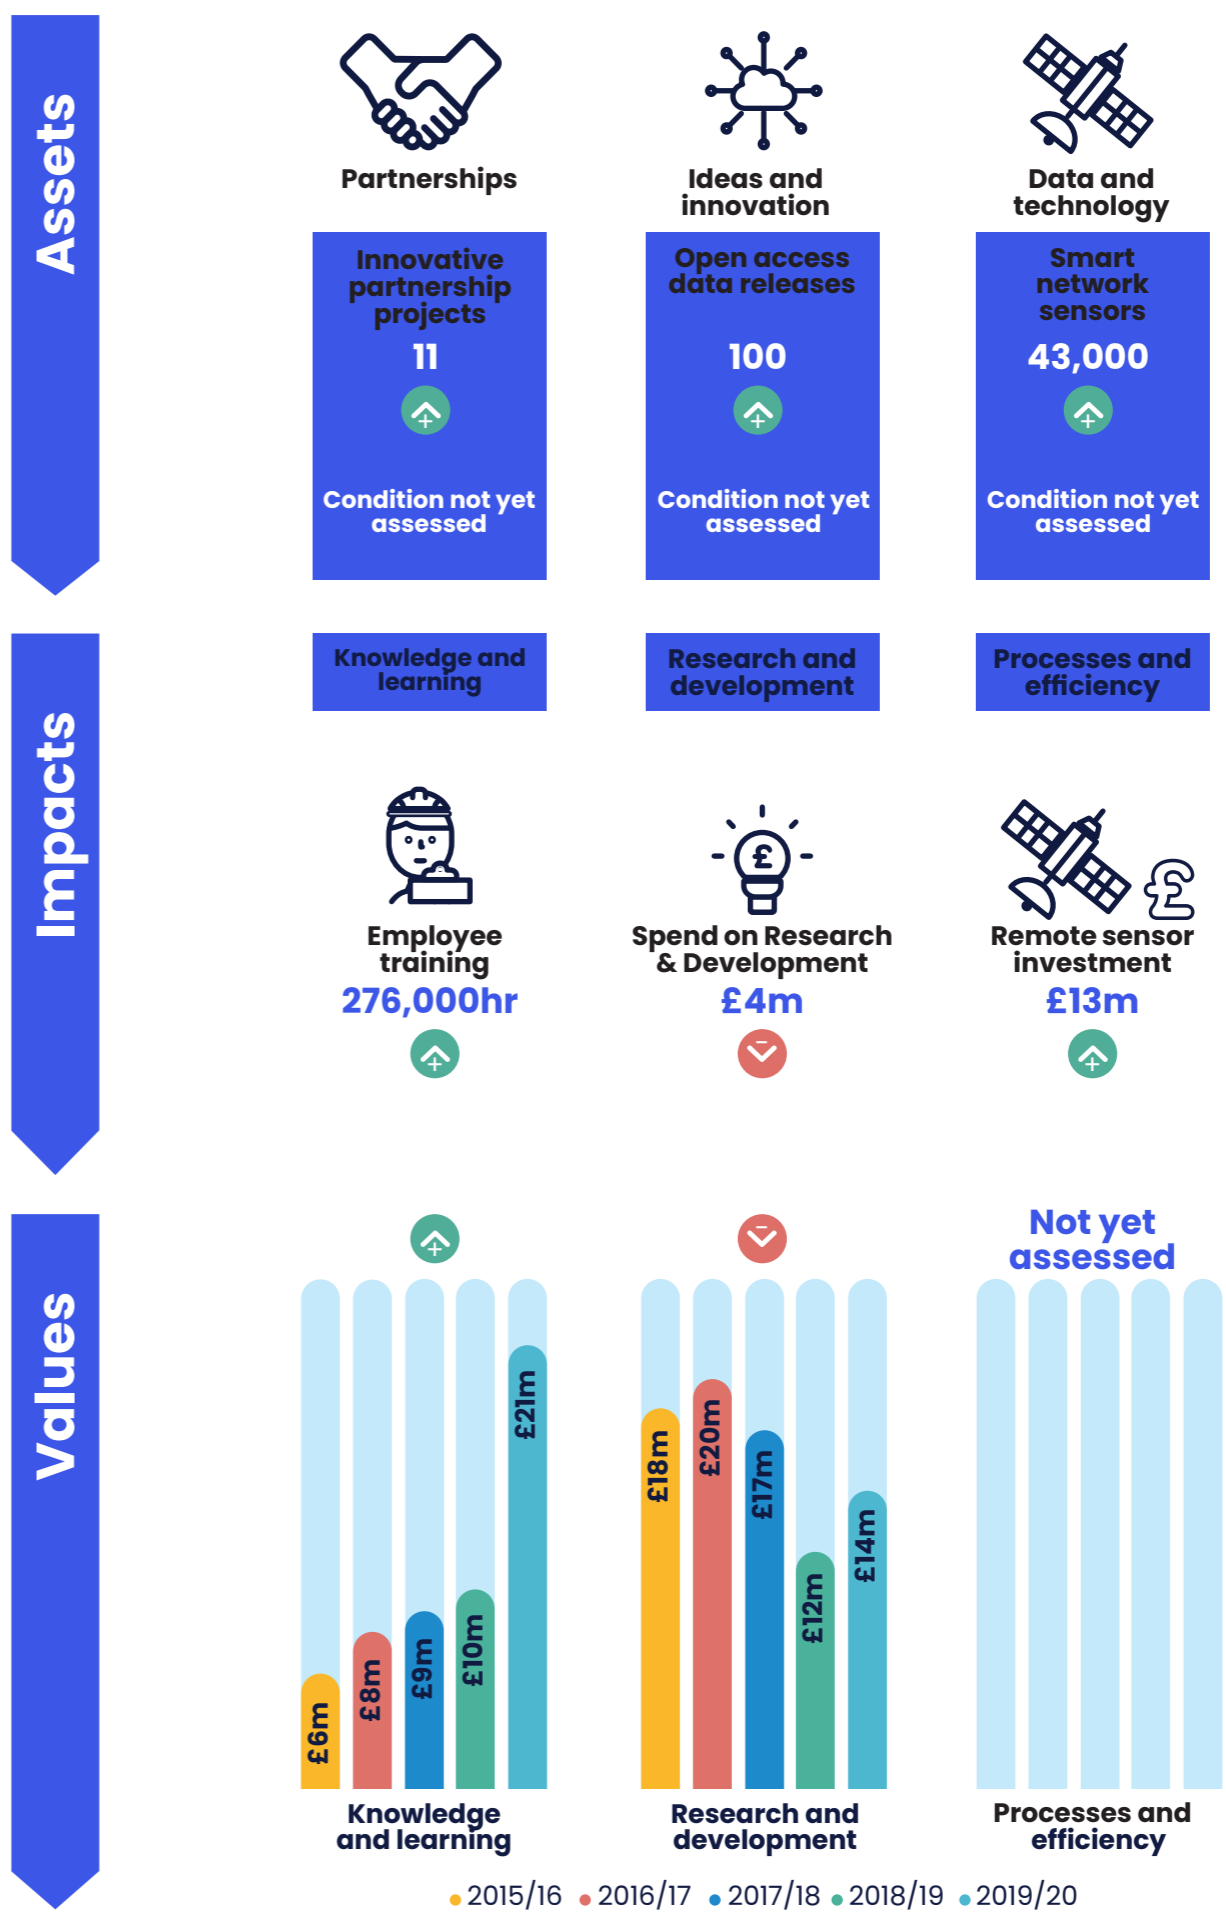 Assets
Partnerships
Ideas and
innovation
Data and
technology
Innovative
partnership
projects
11
+
Condition not yet
assessed
Open access
data releases
100
+
Condition not yet
assessed
Smart
network
sensors
43,000
+
Condition not yet
assessed
Impacts
Knowledge and
learning
Research and
development
Processes and
efficiency
Employee
training
276,000hr
+
£
Spend on Research
& Development
£4m
-
£
Remote sensor
investment
£13m
+
Values
+
£6m
£8m
£9m
£10m
£21m
Knowledge
and learning
-
£18m
£20m
£17m
£12m
£14m
Research and
development
Not yet
assessed
Processes and
efficiency
2015/16
2016/17
2017/18
2018/19
2019/20